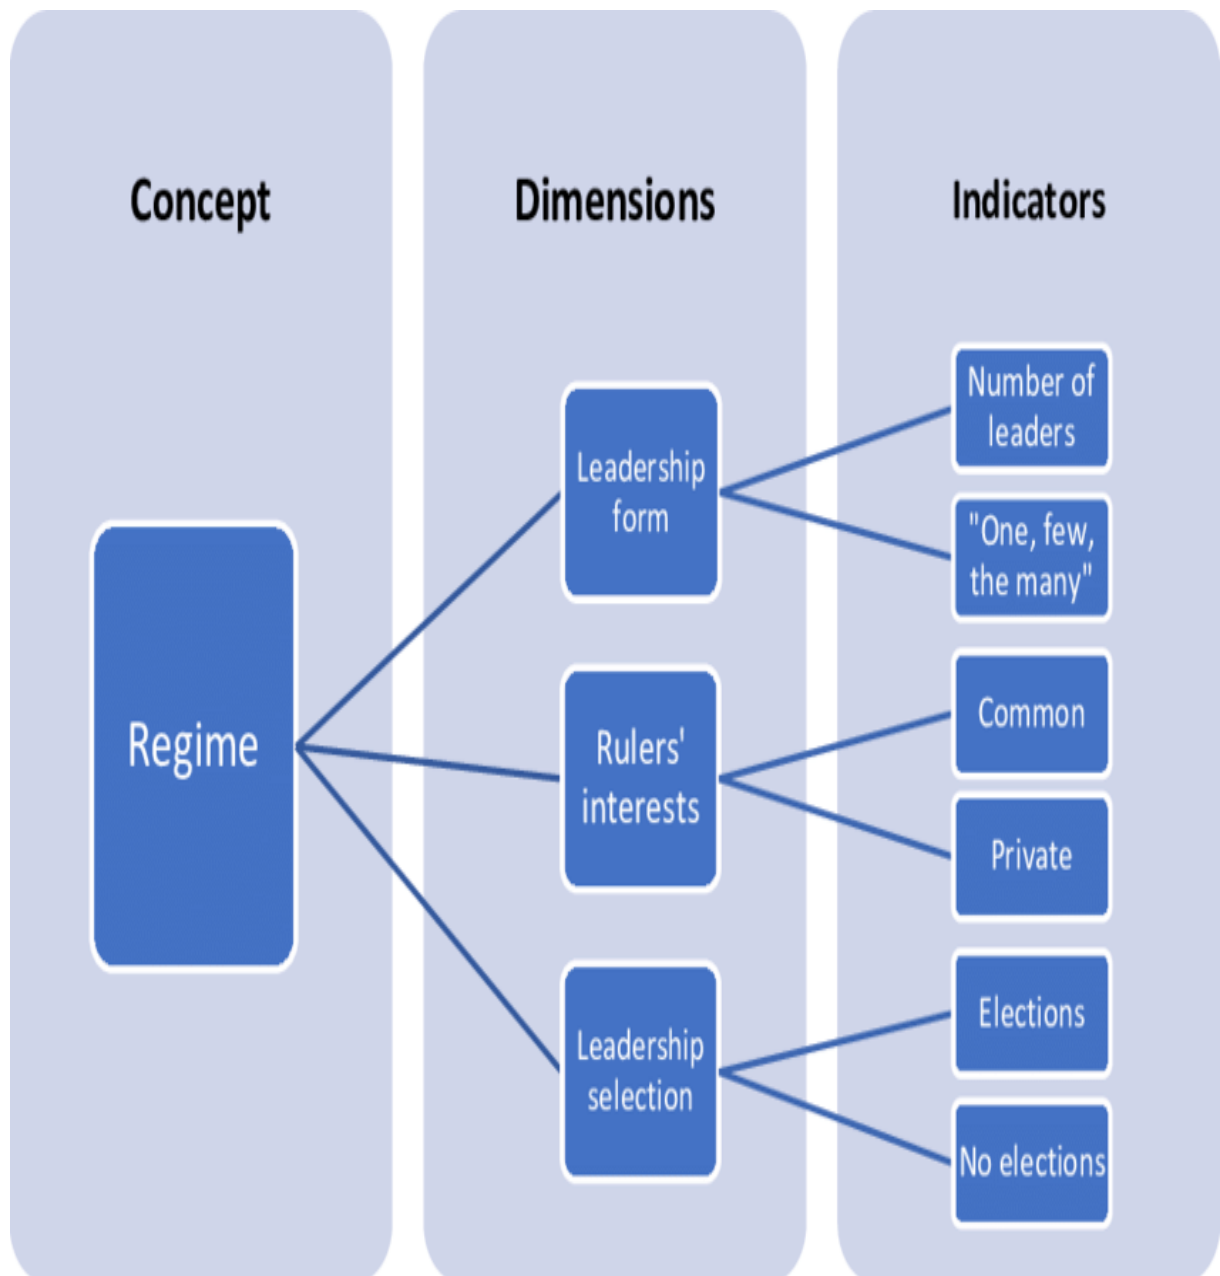 Concept
Dimensions
Indicators
Regime
Leadership
form
Rulers'
interests
Leadership
selection
Number of
leaders
"One, few,
the many"
Common
Private
Elections
No elections